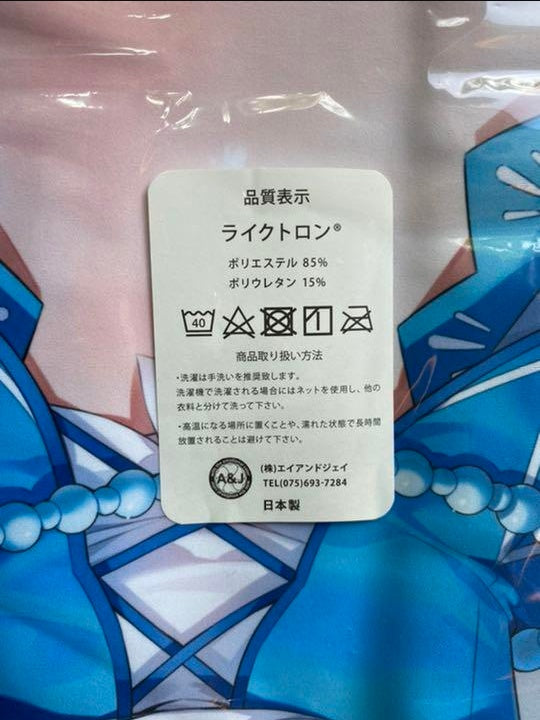 品質表示
ライクトロン®
ポリエステル 85%
ポリウレタン 15%
40
商品取り扱い方法
・洗濯は手洗いを推奨致します。
洗濯機で洗濯される場合にはネットを使用し、他の
衣料と分けて洗って下さい。
・高温になる場所に置くことや、濡れた状態で長時間
放置されることは避けて下さい。
A&J
(株)エイアンドジェイ
TEL(075)693-7284
日本製